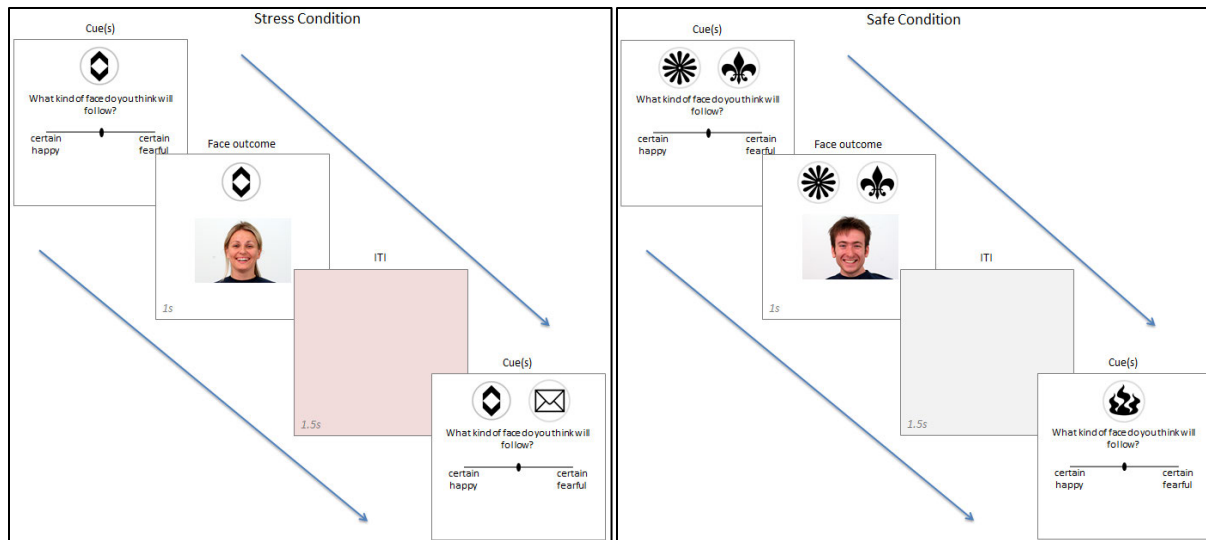 Stress Condition
Cue(s)
What kind of face do you think will
follow?
certain
happy
certain
fearful
Face outcome
1s
ITI
1.5s
Cue(s)
What kind of face do you think will
follow?
certain
happy
certain
fearful
Safe Condition
Cue(s)
What kind of face do you think will
follow?
certain
happy
certain
fearful
Face outcome
1s
ITI
1.5s
Cue(s)
What kind of face do you think will
follow?
certain
happy
certain
fearful